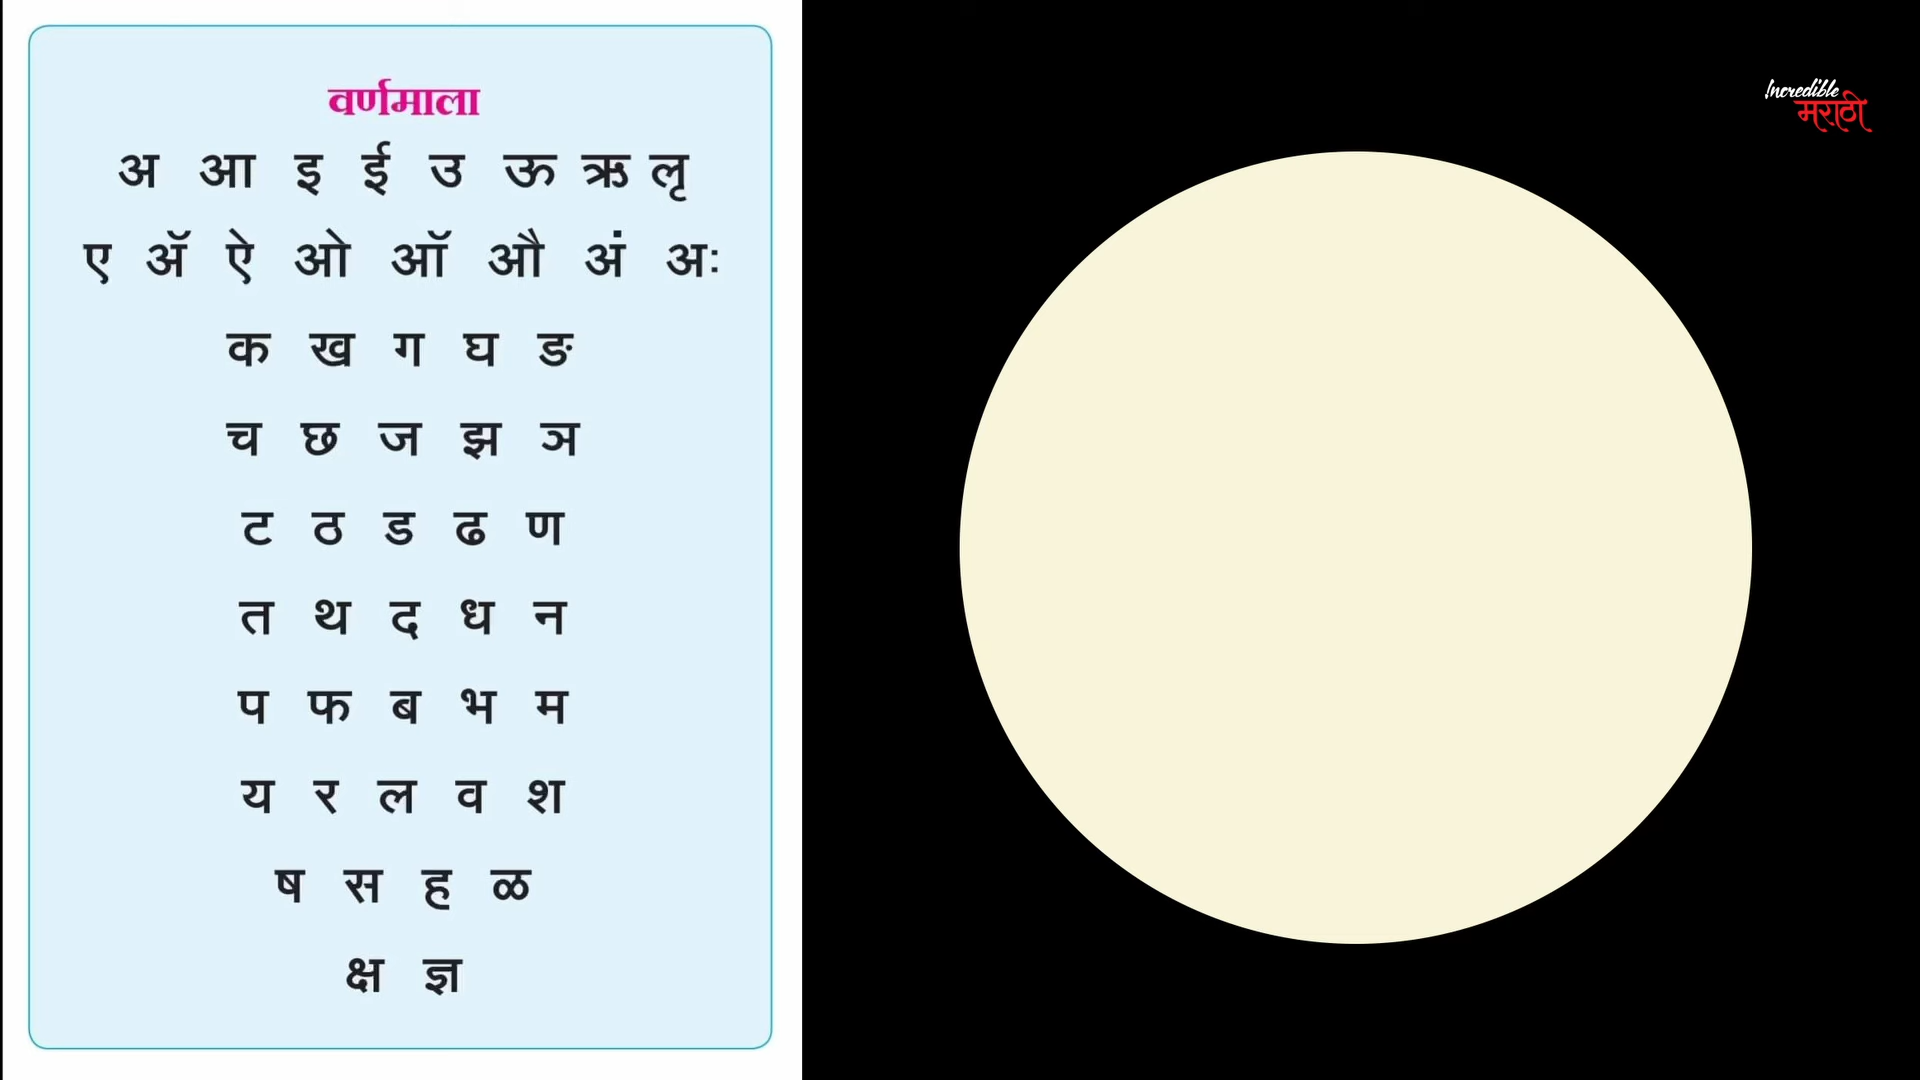 वर्णमाला
अ आ इ ई उ ऊ ऋ लृ
ए ॲ ऐ ओ ऑ औ अं अः
क ख ग घ ङ
च छ ज झ ञ
ट ठ ड ढ ण
त थ द ध न
प फ ब भ म
य र ल व श
ष स ह ळ
क्ष ज्ञ
Incredible
मराठी